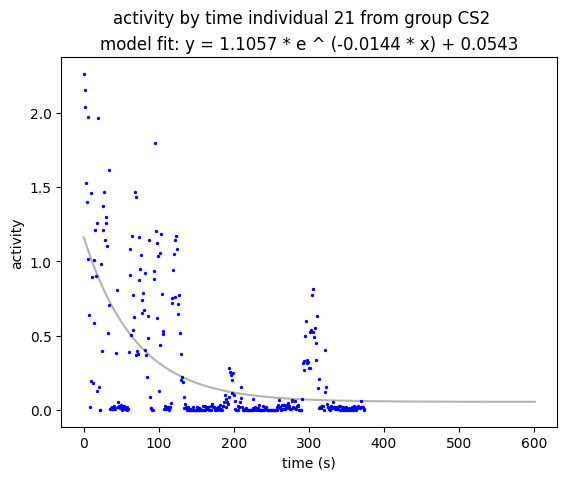 activity by time individual 21 from group CS2
model fit: y = 1.1057 * e ^ (-0.0144 * x) + 0.0543
activity
2.0
1.5
1.0
0.5
0.0
0 100 200 300 400 500 600
time (s)